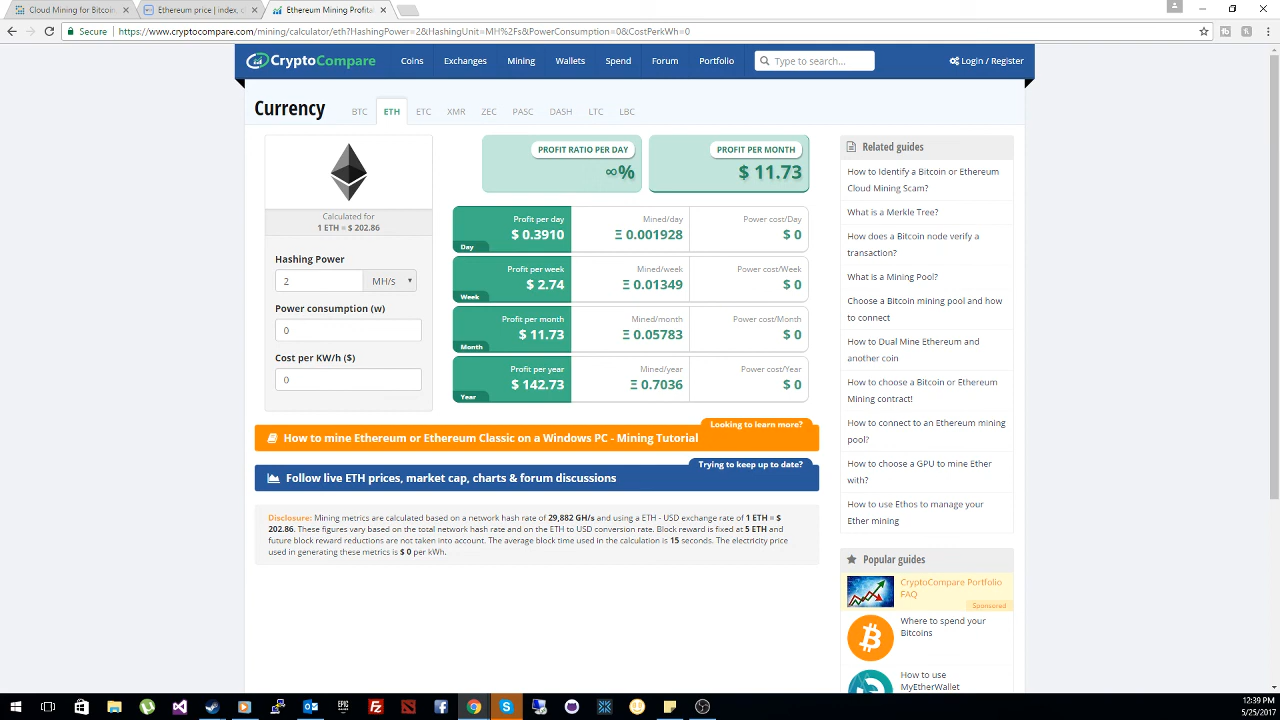 Cloud Mining for Bitcoin
Ethereum price | index, c
Ethereum Mining Profita
Secure
https://www.cryptocompare.com/mining/calculator/eth?HashingPower=2&HashingUnit=MH%2Fs&PowerConsumption=0&CostPerkWh=0
CryptoCompare
Coins
Exchanges
Mining
Wallets
Spend
Forum
Portfolio
Type to search...
Login / Register
Currency
BTC
ETH
ETC
XMR
ZEC
PASC
DASH
LTC
LBC
Calculated for
1 ETH = $ 202.86
Hashing Power
2
MH/s
Power consumption (w)
0
Cost per KW/h ($)
0
PROFIT RATIO PER DAY
∞%
PROFIT PER MONTH
$ 11.73
Profit per day
$ 0.3910
Day
Mined/day
Ξ 0.001928
Power cost/Day
$ 0
Profit per week
$ 2.74
Week
Mined/week
Ξ 0.01349
Power cost/Week
$ 0
Profit per month
$ 11.73
Month
Mined/month
Ξ 0.05783
Power cost/Month
$ 0
Profit per year
$ 142.73
Year
Mined/year
Ξ 0.7036
Power cost/Year
$ 0
Looking to learn more?
How to mine Ethereum or Ethereum Classic on a Windows PC - Mining Tutorial
Trying to keep up to date?
Follow live ETH prices, market cap, charts & forum discussions
Disclosure: Mining metrics are calculated based on a network hash rate of 29,882 GH/s and using a ETH - USD exchange rate of 1 ETH = $
202.86. These figures vary based on the total network hash rate and on the ETH to USD conversion rate. Block reward is fixed at 5 ETH and
future block reward reductions are not taken into account. The average block time used in the calculation is 15 seconds. The electricity price
used in generating these metrics is $ 0 per kWh.
Related guides
How to Identify a Bitcoin or Ethereum
Cloud Mining Scam?
What is a Merkle Tree?
How does a Bitcoin node verify a
transaction?
What is a Mining Pool?
Choose a Bitcoin mining pool and how
to connect
How to Dual Mine Ethereum and
another coin
How to choose a Bitcoin or Ethereum
Mining contract!
How to connect to an Ethereum mining
pool?
How to choose a GPU to mine Ether
with?
How to use Ethos to manage your
Ether mining
Popular guides
CryptoCompare Portfolio
FAQ
Sponsored
Where to spend your
Bitcoins
How to use
MyEtherWallet
EPIC
GAMES
12:39 PM
5/25/2017